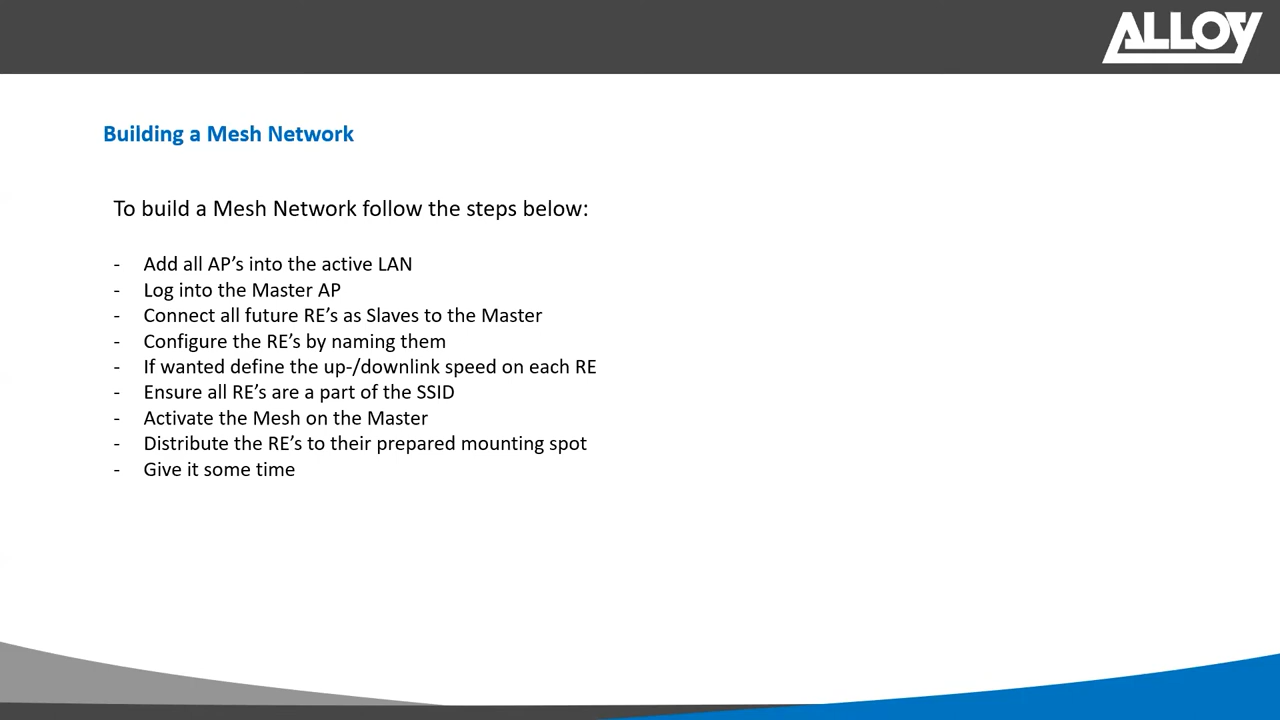 ALLOY
Building a Mesh Network
To build a Mesh Network follow the steps below:
- Add all AP’s into the active LAN
- Log into the Master AP
- Connect all future RE’s as Slaves to the Master
- Configure the RE’s by naming them
- If wanted define the up-/downlink speed on each RE
- Ensure all RE’s are a part of the SSID
- Activate the Mesh on the Master
- Distribute the RE’s to their prepared mounting spot
- Give it some time